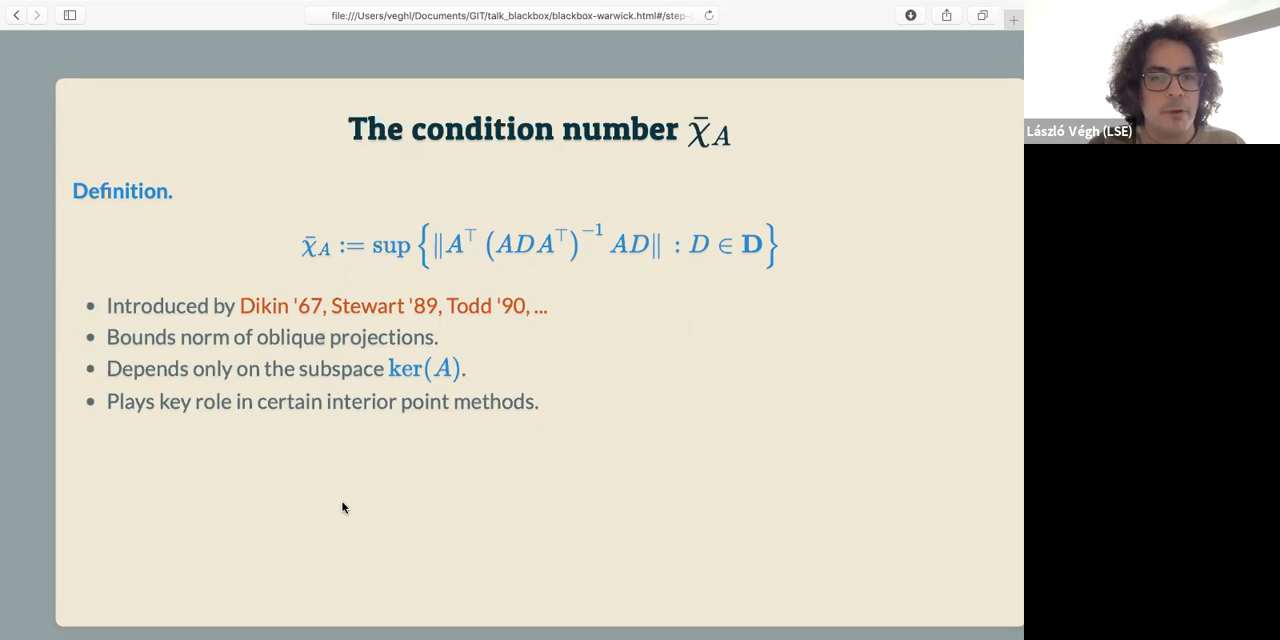 file:///Users/veghl/Documents/GIT/talk_blackbox/blackbox-warwick.html#/step-
László Végh (LSE)
The condition number χ̄_A
Definition.
χ̄_A := sup { ‖A^⊤ (ADA^⊤)^{−1} AD‖ : D ∈ **D** }
• Introduced by Dikin '67, Stewart '89, Todd '90, ...
• Bounds norm of oblique projections.
• Depends only on the subspace ker(A).
• Plays key role in certain interior point methods.